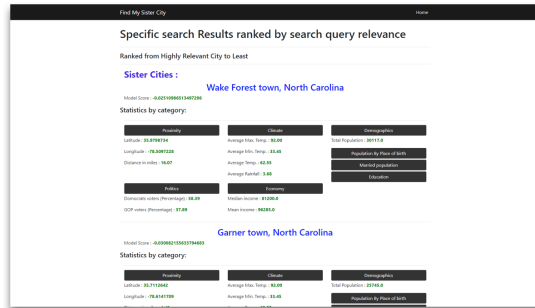 Find My Sister City Home
Specific search Results ranked by search query relevance
Ranked from Highly Relevant City to Least
Sister Cities :
Wake Forest town, North Carolina
Model Score :
Statistics by category:
Proximity Climate Demographics
Latitude : 35.9798734 Average Max. Temp. : 92.00 Total Population : 30117.0
Longitude : -78.5097228 Average Min. Temp. : 33.45 Population By Place of birth
Distance in miles : 16.07 Average Temp. : 62.55 Married population
Average Rainfall : 3.68 Education
Politics Economy
Democratic voters (Percentage) : 58.39 Median income : 81200.0
GOP voters (Percentage) : 37.89 Mean income : 96285.0
Garner town, North Carolina
Model Score :
Statistics by category:
Proximity Climate Demographics
Latitude : 35.7112642 Average Max. Temp. : 92.00 Total Population : 25745.0
Longitude : -78.6141709 Average Min. Temp. : 33.45 Population By Place of birth